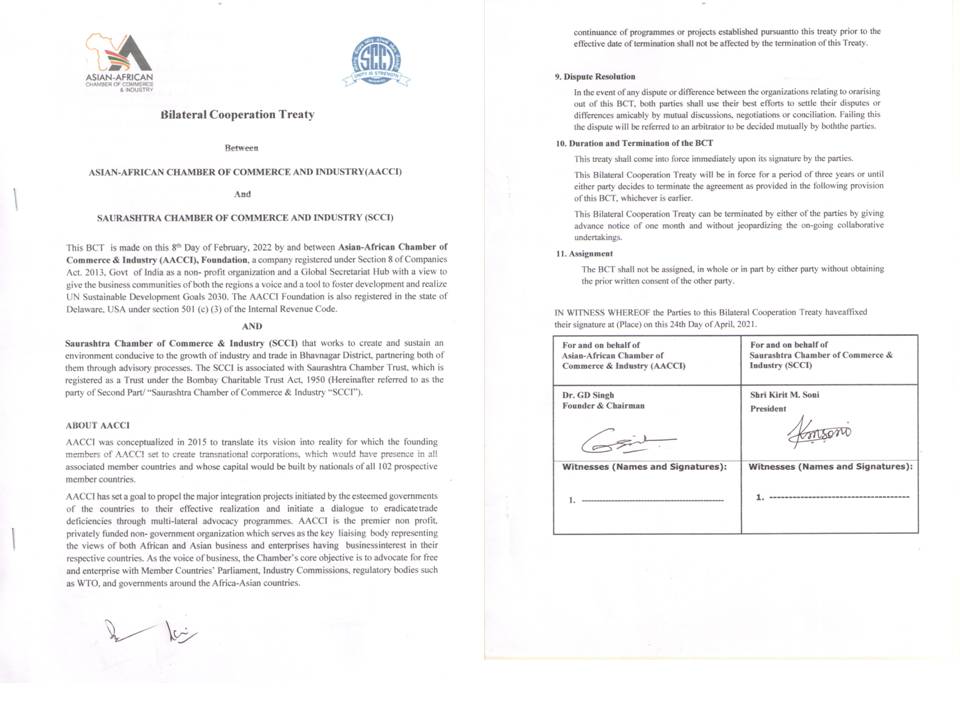 ASIAN-AFRICAN
CHAMBER OF COMMERCE
& INDUSTRY
SCCI
UNITY IS STRENGTH
Bilateral Cooperation Treaty
Between
ASIAN-AFRICAN CHAMBER OF COMMERCE AND INDUSTRY(AACCI)
And
SAURASHTRA CHAMBER OF COMMERCE AND INDUSTRY (SCCI)
This BCT is made on this 8th Day of February, 2022 by and between Asian-African Chamber of
Commerce & Industry (AACCI), Foundation, a company registered under Section 8 of Companies
Act. 2013, Govt of India as a non- profit organization and a Global Secretariat Hub with a view to
give the business communities of both the regions a voice and a tool to foster development and realize
UN Sustainable Development Goals 2030. The AACCI Foundation is also registered in the state of
Delaware, USA under section 501 (c) (3) of the Internal Revenue Code.
AND
Saurashtra Chamber of Commerce & Industry (SCCI) that works to create and sustain an
environment conducive to the growth of industry and trade in Bhavnagar District, partnering both of
them through advisory processes. The SCCI is associated with Saurashtra Chamber Trust, which is
registered as a Trust under the Bombay Charitable Trust Act, 1950 (Hereinafter referred to as the
party of Second Part/ “Saurashtra Chamber of Commerce & Industry “SCCI”).
ABOUT AACCI
AACCI was conceptualized in 2015 to translate its vision into reality for which the founding
members of AACCI set to create transnational corporations, which would have presence in all
associated member countries and whose capital would be built by nationals of all 102 prospective
member countries.
AACCI has set a goal to propel the major integration projects initiated by the esteemed governments
of the countries to their effective realization and initiate a dialogue to eradicatetrade
deficiencies through multi-lateral advocacy programmes. AACCI is the premier non profit,
privately funded non- government organization which serves as the key liaising body representing
the views of both African and Asian business and enterprises having businessinterest in their
respective countries. As the voice of business, the Chamber's core objective is to advocate for free
and enterprise with Member Countries' Parliament, Industry Commissions, regulatory bodies such
as WTO, and governments around the Africa-Asian countries.
continuance of programmes or projects established pursuantto this treaty prior to the
effective date of termination shall not be affected by the termination of this Treaty.
9. Dispute Resolution
In the event of any dispute or difference between the organizations relating to orarising
out of this BCT, both parties shall use their best efforts to settle their disputes or
differences amicably by mutual discussions, negotiations or conciliation. Failing this
the dispute will be referred to an arbitrator to be decided mutually by boththe parties.
10. Duration and Termination of the BCT
This treaty shall come into force immediately upon its signature by the parties.
This Bilateral Cooperation Treaty will be in force for a period of three years or until
either party decides to terminate the agreement as provided in the following provision
of this BCT, whichever is earlier.
This Bilateral Cooperation Treaty can be terminated by either of the parties by giving
advance notice of one month and without jeopardizing the on-going collaborative
undertakings.
11. Assignment
The BCT shall not be assigned, in whole or in part by either party without obtaining
the prior written consent of the other party.
IN WITNESS WHEREOF the Parties to this Bilateral Cooperation Treaty haveaffixed
their signature at (Place) on this 24th Day of April, 2021.
For and on behalf of
Asian-African Chamber of
Commerce & Industry (AACCI)
For and on behalf of
Saurashtra Chamber of Commerce &
Industry (SCCI)
Dr. GD Singh
Founder & Chairman
Shri Kirit M. Soni
President
Kmsoni
Witnesses (Names and Signatures):
1.
Witnesses (Names and Signatures):
1.